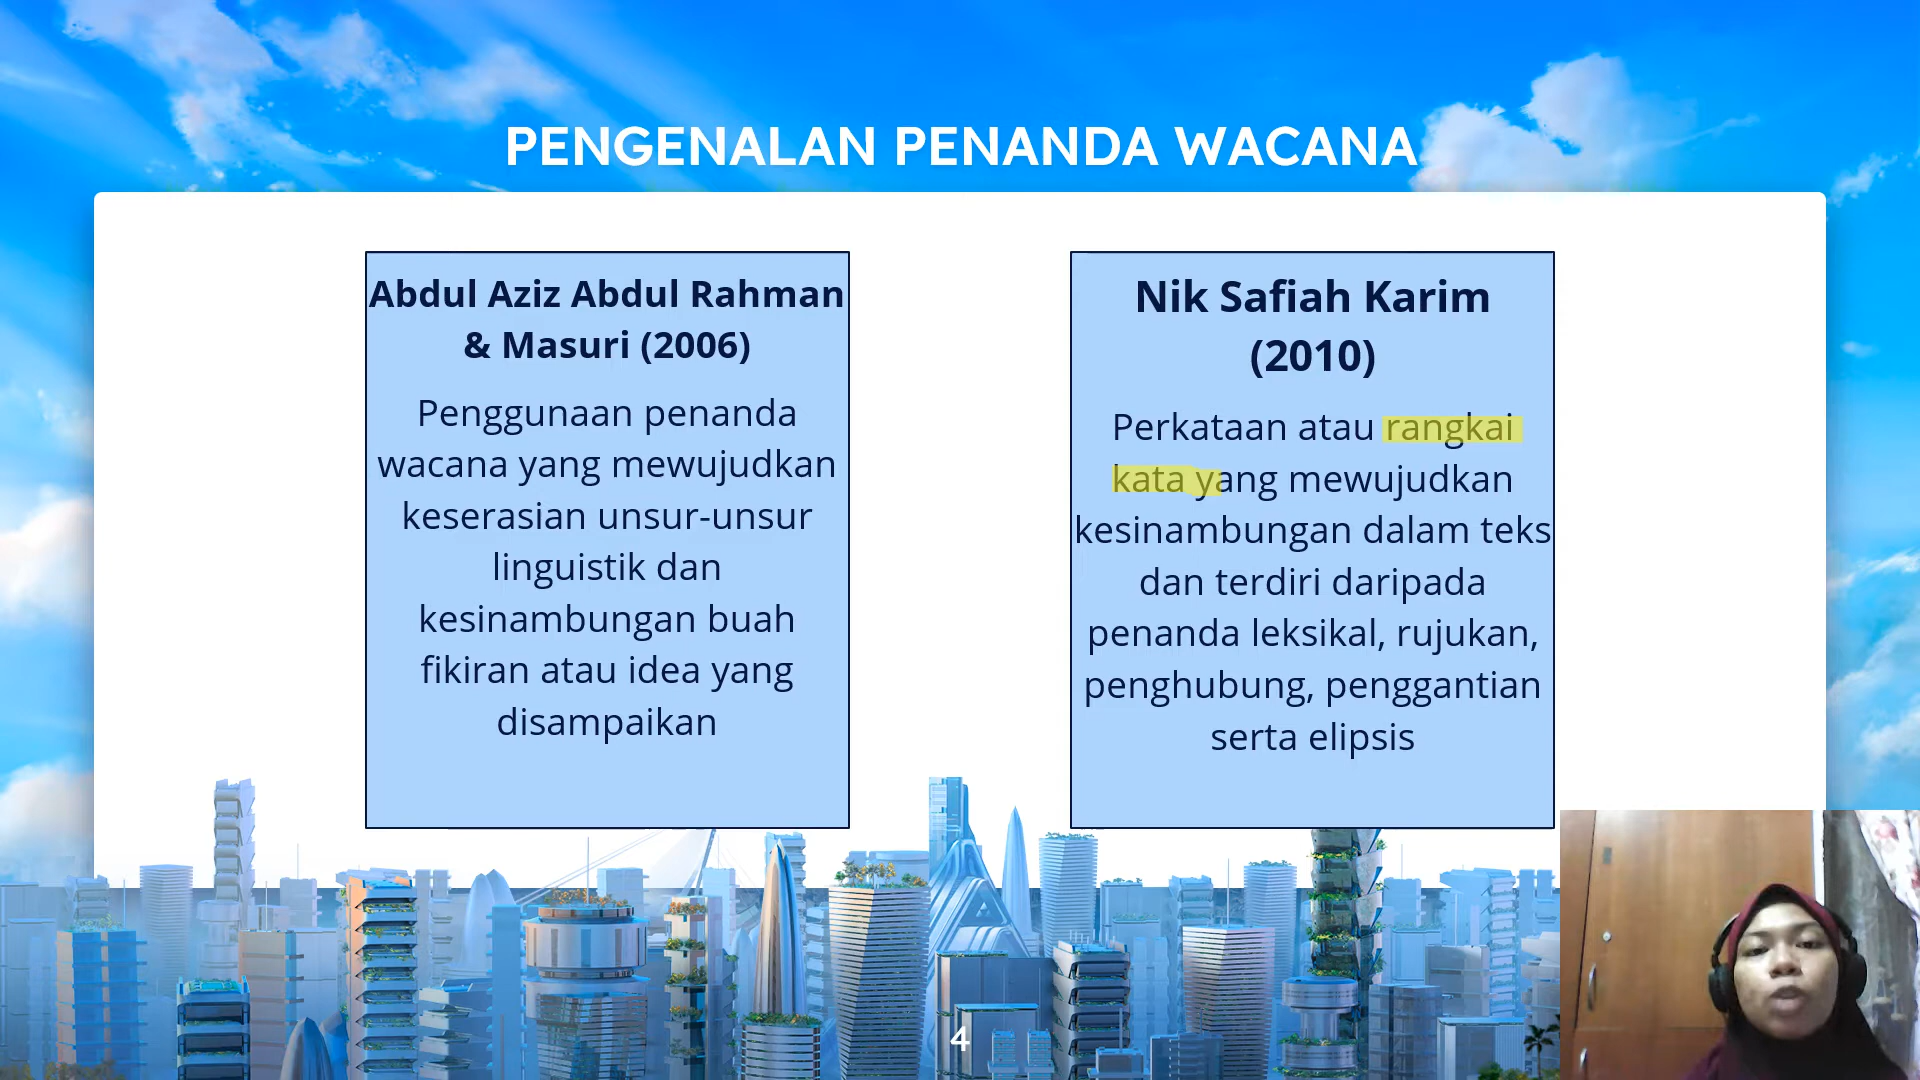 PENGENALAN PENANDA WACANA
Abdul Aziz Abdul Rahman
& Masuri (2006)
Penggunaan penanda
wacana yang mewujudkan
keserasian unsur-unsur
linguistik dan
kesinambungan buah
fikiran atau idea yang
disampaikan
Nik Safiah Karim
(2010)
Perkataan atau rangkai
kata yang mewujudkan
kesinambungan dalam teks
dan terdiri daripada
penanda leksikal, rujukan,
penghubung, penggantian
serta elipsis
4